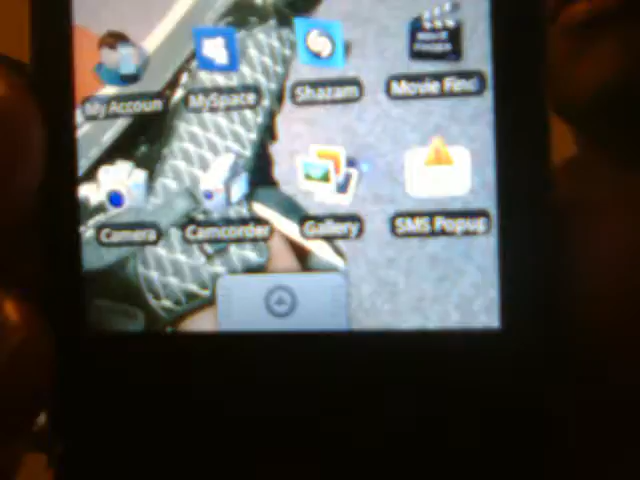 My Accoun
MySpace
Shazam
Movie Find
Camera
Camcorder
Gallery
SMS Popup